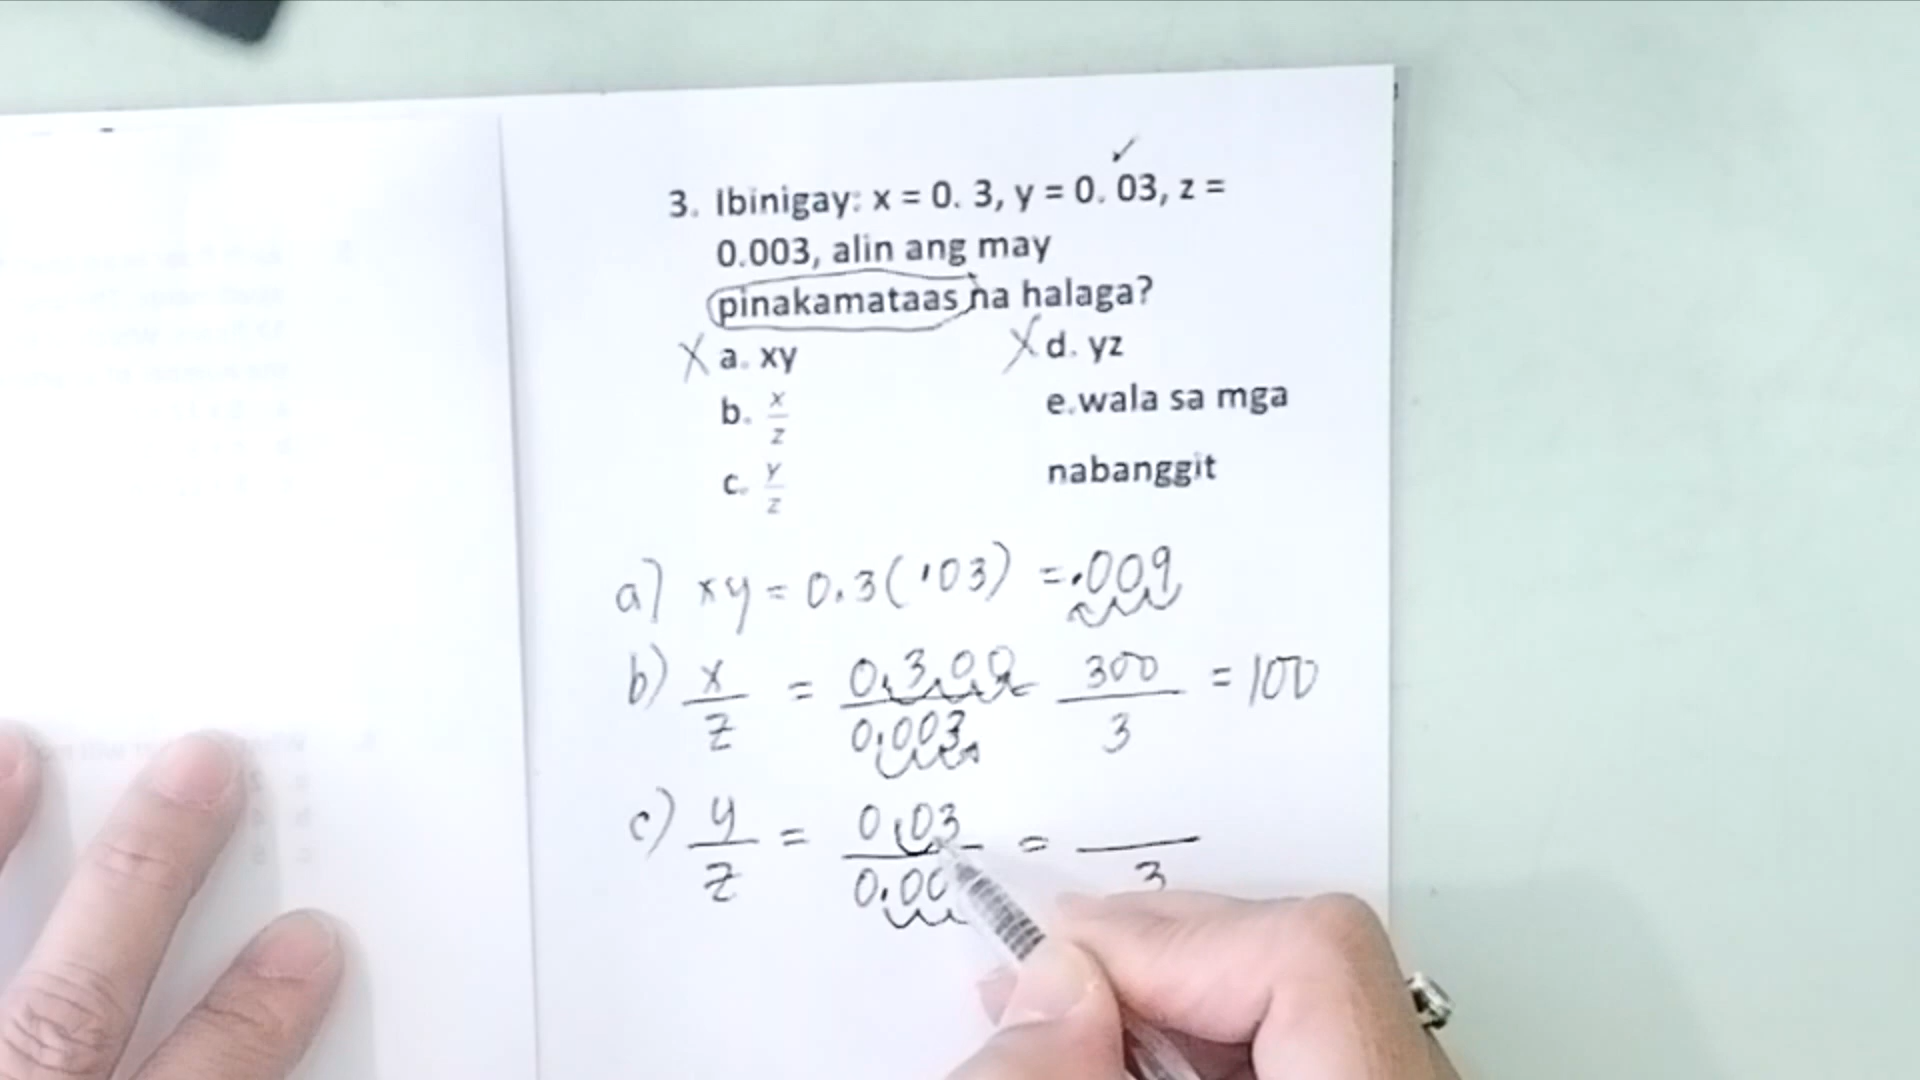 3. Ibinigay: x = 0. 3, y = 0. 03, z =
0.003, alin ang may
pinakamataas na halaga?
a. xy
d. yz
b. x/z
e.wala sa mga
nabanggit
c. y/z
a) xy = 0.3(.03) = .009
b) x/z = 0.300/0.003 300/3 = 100
c) y/z = 0.03/0.00 = /3